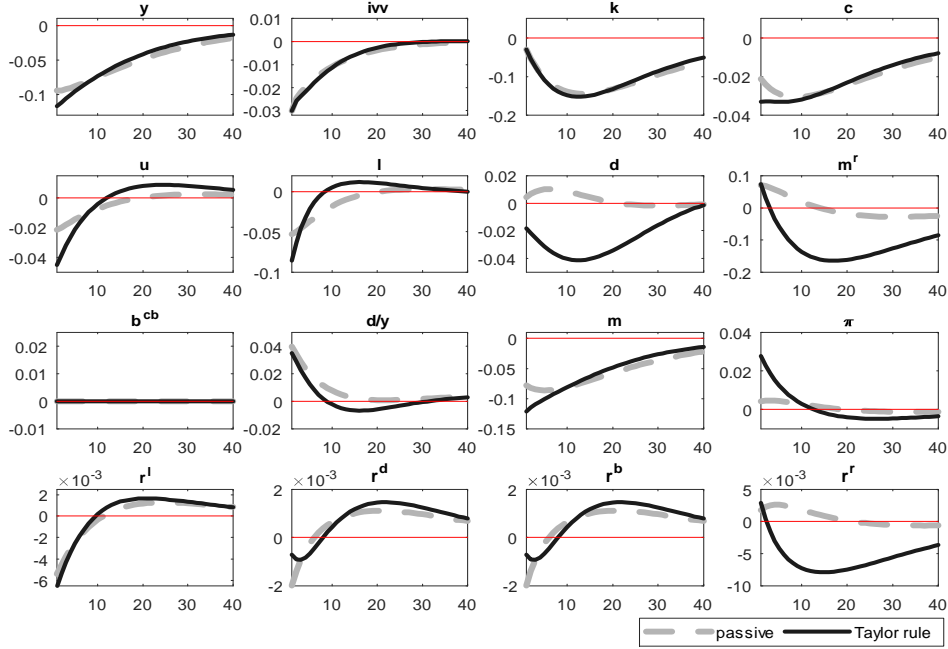 y ivv k c
0 0.01 0 0
-0.05 0 -0.1 -0.02
-0.1 -0.01 -0.2 -0.04
-0.02
-0.03
10 20 30 40 10 20 30 40 10 20 30 40 10 20 30 40
u l d m^r
0 0 0.02 0.1
-0.02 -0.05 0 0
-0.04 -0.1 -0.02 -0.1
-0.04 -0.2
10 20 30 40 10 20 30 40 10 20 30 40 10 20 30 40
b^cb d/y m π
0.02 0.04 0 0.04
0.01 0.02 -0.05 0.02
0 0 -0.1 0
-0.01 -0.02 -0.15
10 20 30 40 10 20 30 40 10 20 30 40 10 20 30 40
×10^-3 r^l ×10^-3 r^d ×10^-3 r^b ×10^-3 r^r
2 2 2 5
0 0 0 0
-2 -2 -2 -5
-4 -10
-6
10 20 30 40 10 20 30 40 10 20 30 40 10 20 30 40
passive Taylor rule